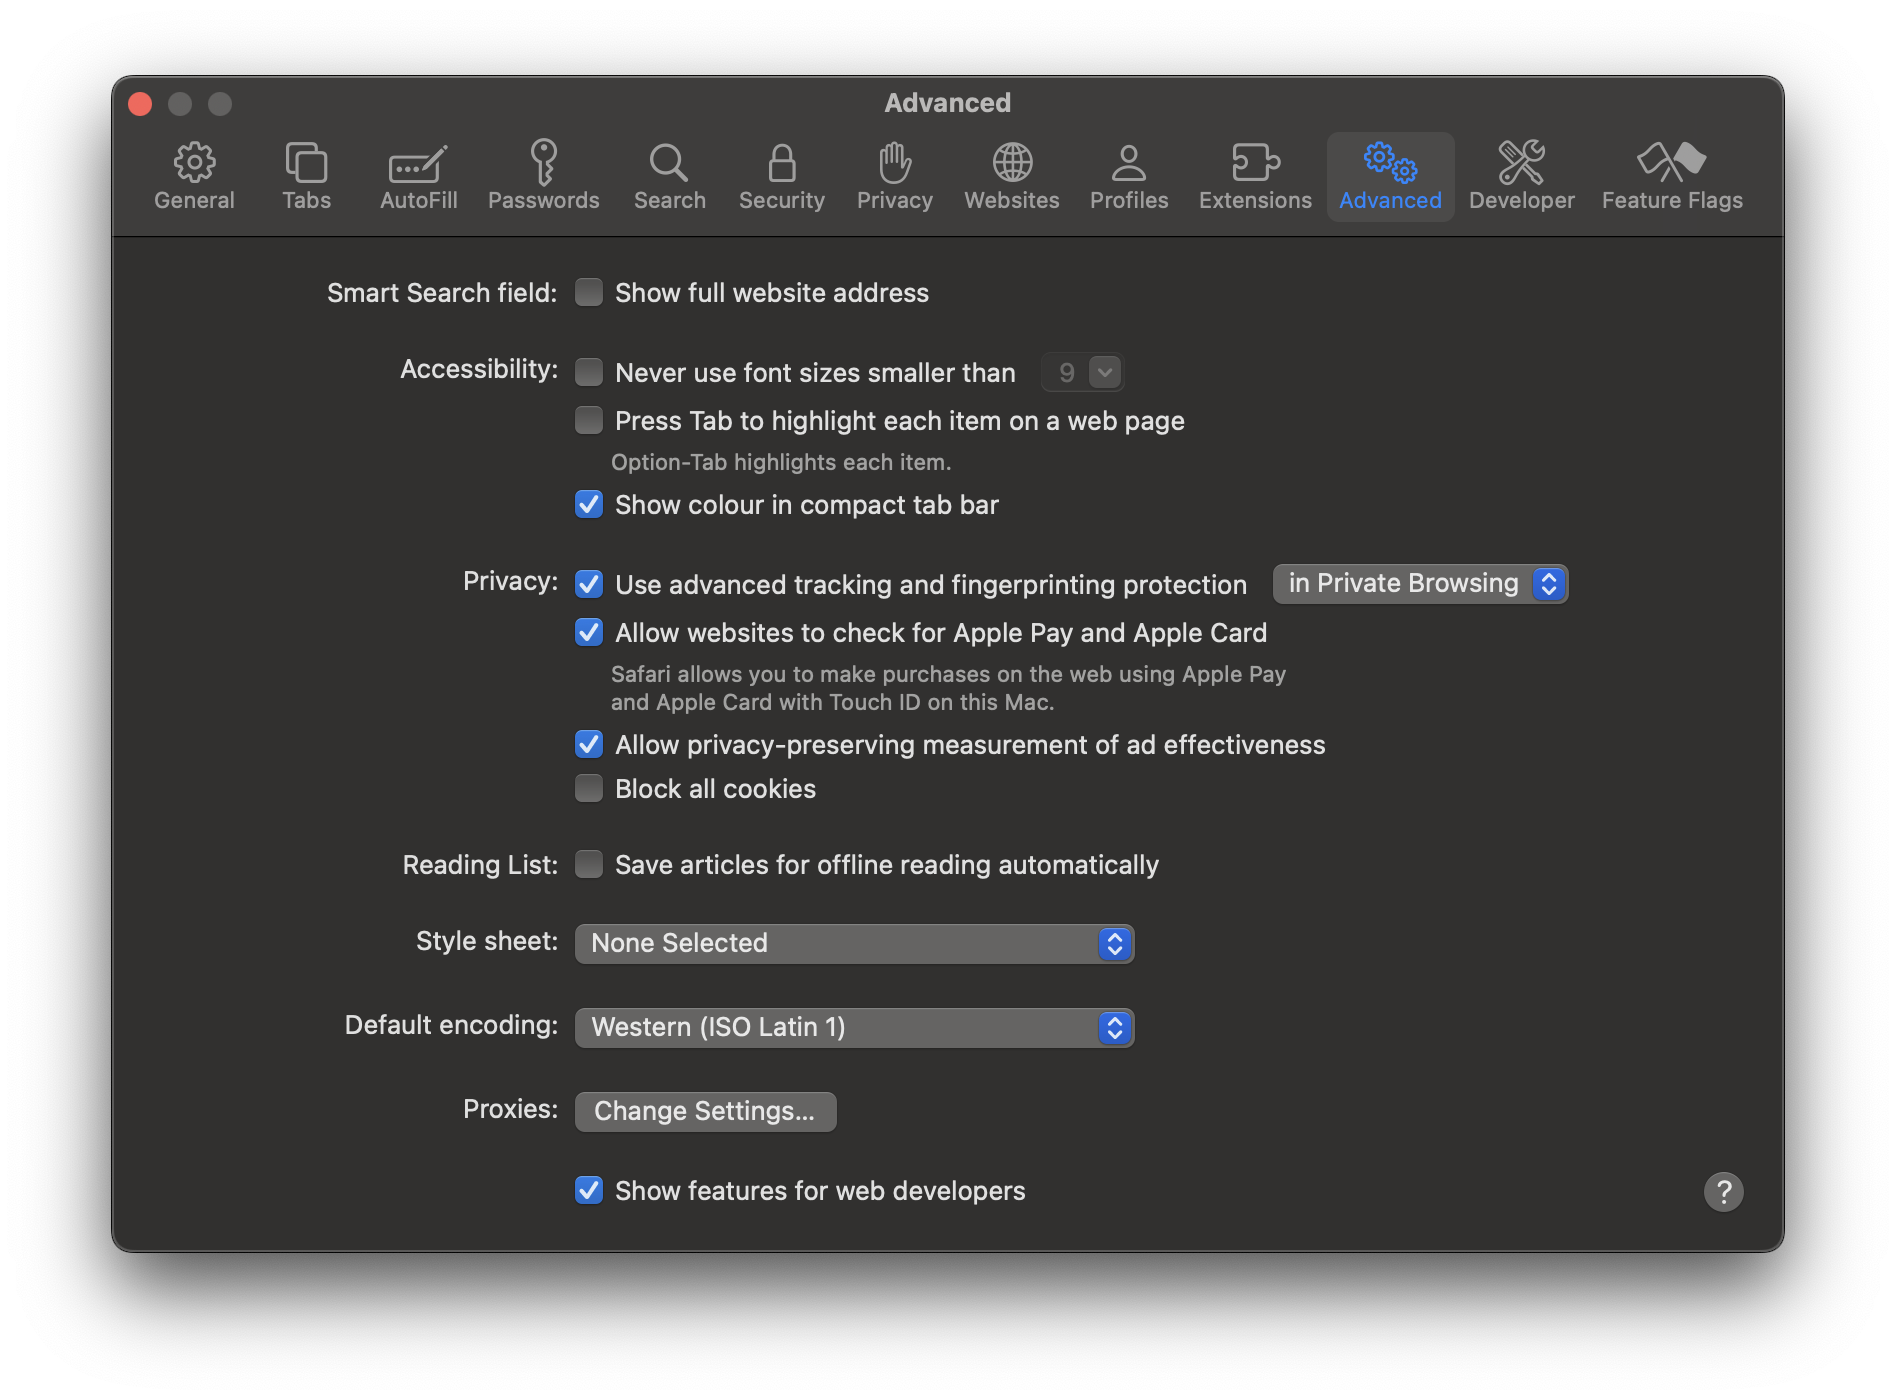 Advanced
General
Tabs
AutoFill
Passwords
Search
Security
Privacy
Websites
Profiles
Extensions
Advanced
Developer
Feature Flags
Smart Search field: Show full website address
Accessibility: Never use font sizes smaller than 9
Press Tab to highlight each item on a web page
Option-Tab highlights each item.
Show colour in compact tab bar
Privacy: Use advanced tracking and fingerprinting protection in Private Browsing
Allow websites to check for Apple Pay and Apple Card
Safari allows you to make purchases on the web using Apple Pay
and Apple Card with Touch ID on this Mac.
Allow privacy-preserving measurement of ad effectiveness
Block all cookies
Reading List: Save articles for offline reading automatically
Style sheet: None Selected
Default encoding: Western (ISO Latin 1)
Proxies: Change Settings...
Show features for web developers
?